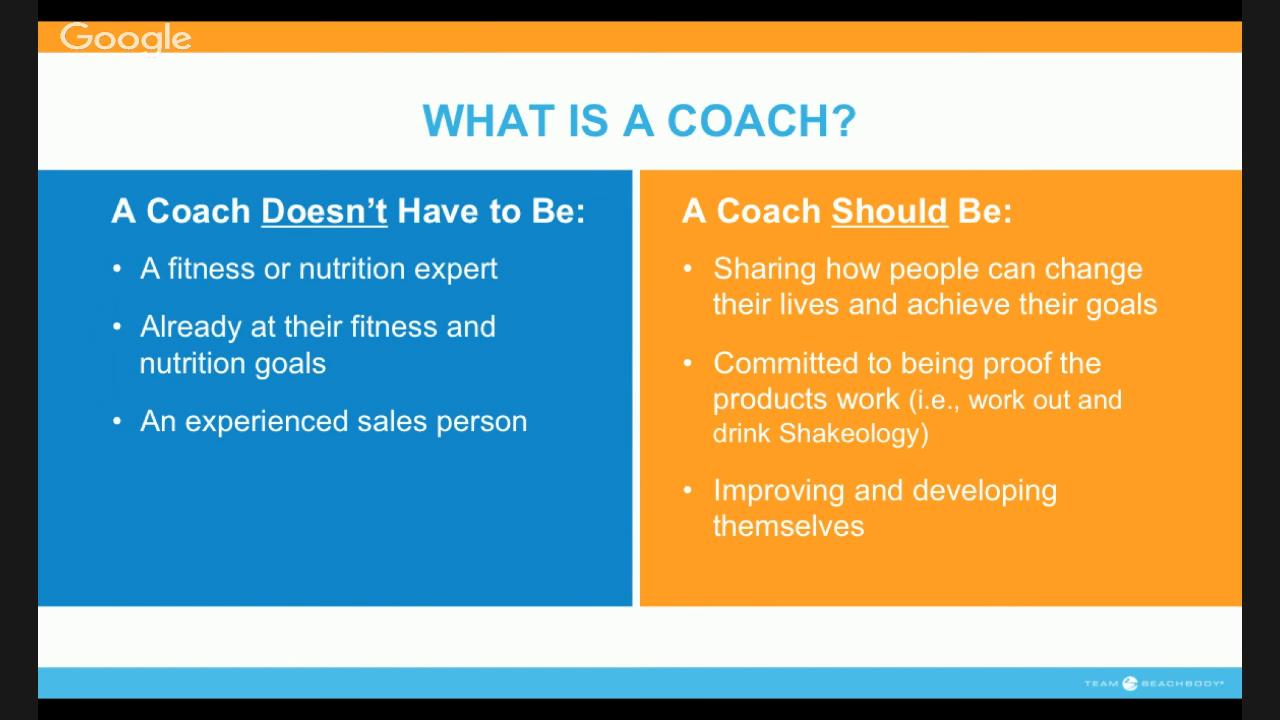 Google
WHAT IS A COACH?
A Coach Doesn't Have to Be:
• A fitness or nutrition expert
• Already at their fitness and
nutrition goals
• An experienced sales person
A Coach Should Be:
• Sharing how people can change
their lives and achieve their goals
• Committed to being proof the
products work (i.e., work out and
drink Shakeology)
• Improving and developing
themselves
TEAM BEACHBODY